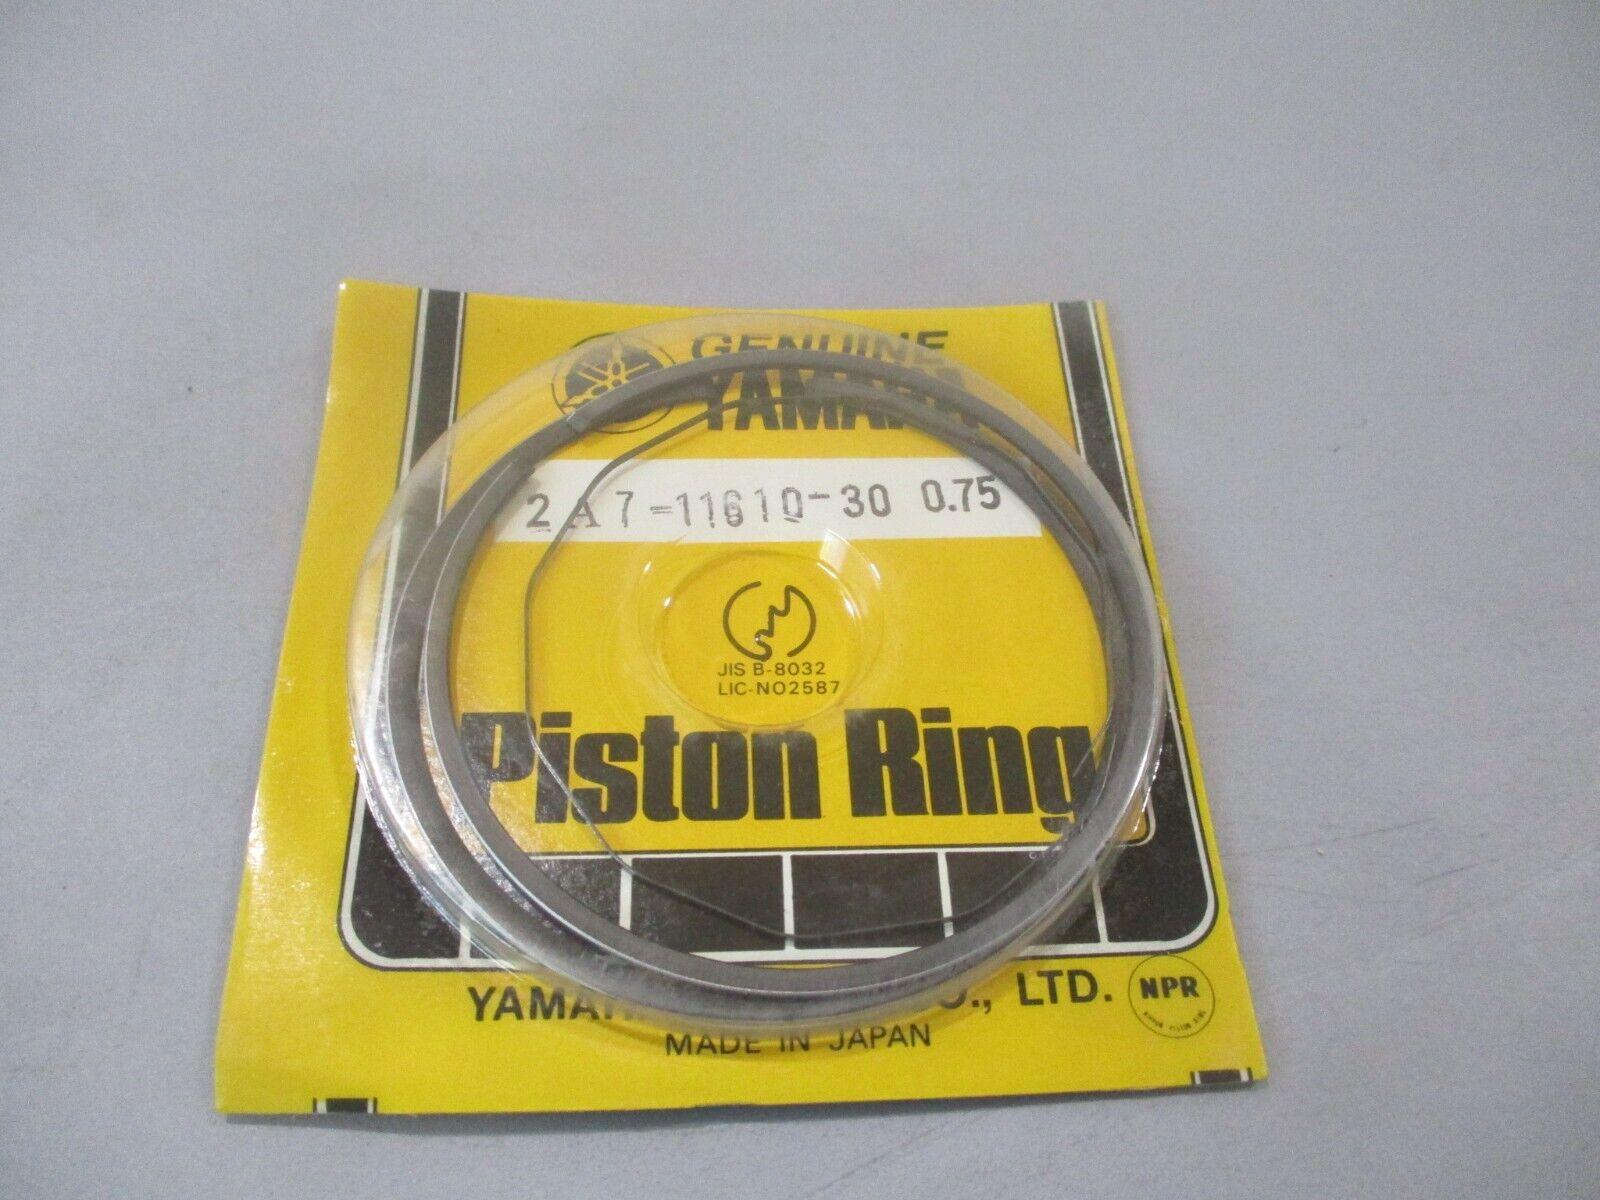 GENUINE
YAMAHA
2A7-11610-30 0.75
JIS B-8032
LIC-NO2587
Piston Ring
LTD.
MADE IN JAPAN
NPR